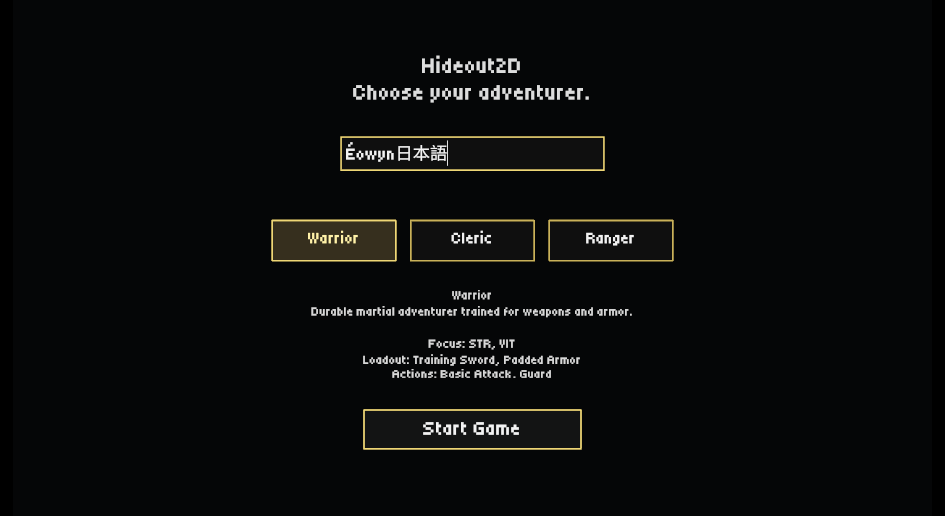 Hideout2D
Choose your adventurer.
Éowyn日本語
Warrior
Cleric
Ranger
Warrior
Durable martial adventurer trained for weapons and armor.
Focus: STR, VIT
Loadout: Training Sword, Padded Armor
Actions: Basic Attack. Guard
Start Game